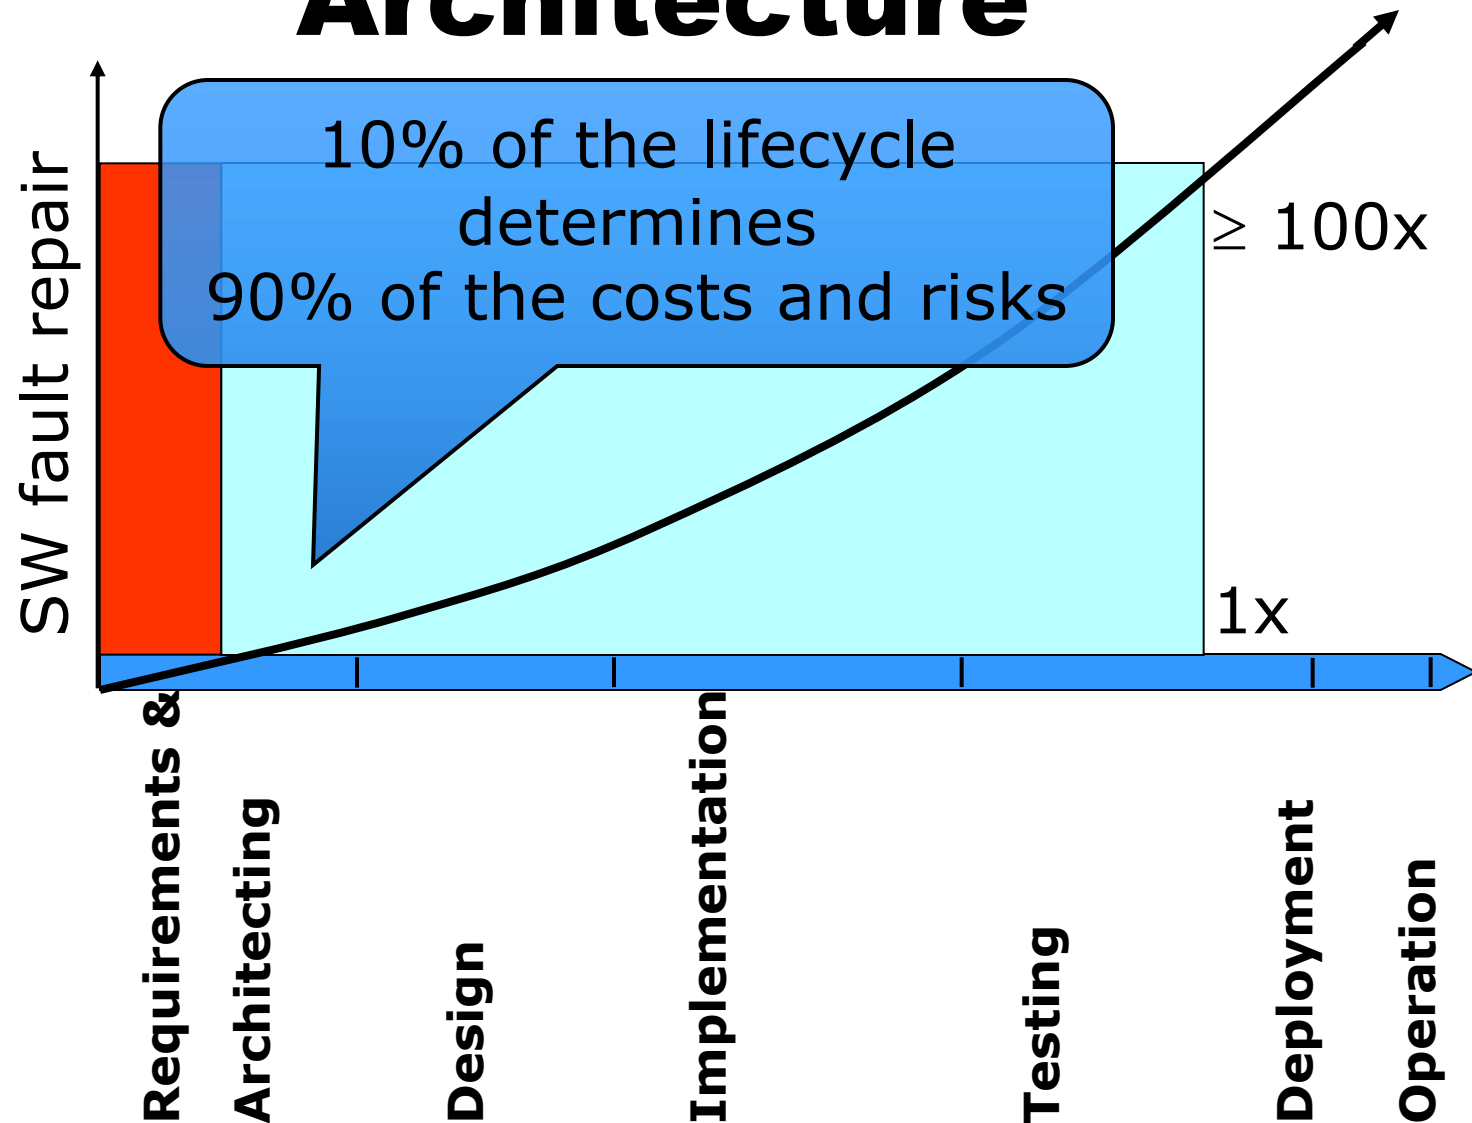 Architecture
10% of the lifecycle
determines
90% of the costs and risks
SW fault repair
≥ 100x
1x
Requirements &
Architecting
Design
Implementation
Testing
Deployment
Operation